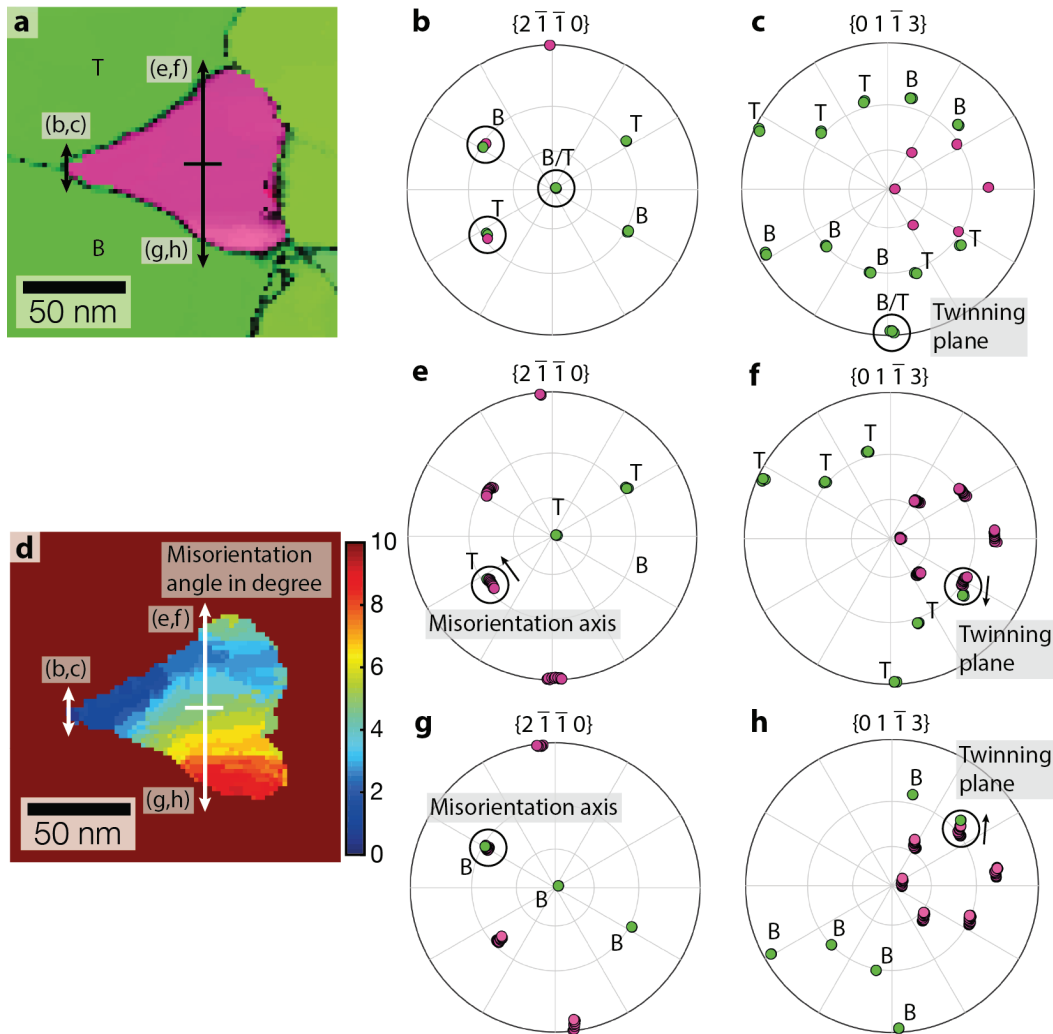 a
T
(e,f)
(b,c)
(g,h)
B
50 nm
b
{2 1̅ 1̅ 0}
B
T
B/T
T
B
c
{0 1 1̅ 3}
T
B
T
T
B
B
B
B
T
T
B/T
Twinning
plane
d
Misorientation
angle in degree
(e,f)
(b,c)
(g,h)
50 nm
10
8
6
4
2
0
e
{2 1̅ 1̅ 0}
T
T
T
B
Misorientation axis
f
{0 1 1̅ 3}
T
T
T
T
T
Twinning
plane
g
{2 1̅ 1̅ 0}
Misorientation axis
B
B
B
h
{0 1 1̅ 3}
Twinning
plane
B
B
B
B
B